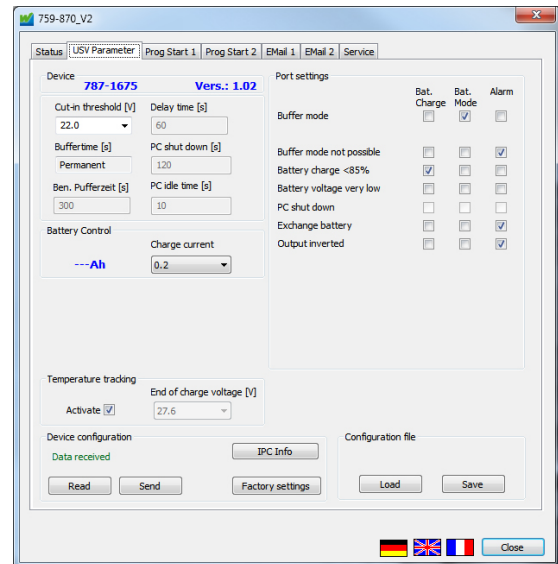 759-870_V2
Status USV Parameter Prog Start 1 Prog Start 2 EMail 1 EMail 2 Service
Device
787-1675 Vers.: 1.02
Cut-in threshold [V] Delay time [s]
22.0 60
Buffertime [s] PC shut down [s]
Permanent 120
Ben. Pufferzeit [s] PC idle time [s]
300 10
Battery Control
Charge current
---Ah 0.2
Temperature tracking
End of charge voltage [V]
Activate 27.6
Port settings
Bat. Bat. Alarm
Charge Mode
Buffer mode
Buffer mode not possible
Battery charge <85%
Battery voltage very low
PC shut down
Exchange battery
Output inverted
Device configuration
Data received IPC Info
Read Send Factory settings
Configuration file
Load Save
Close